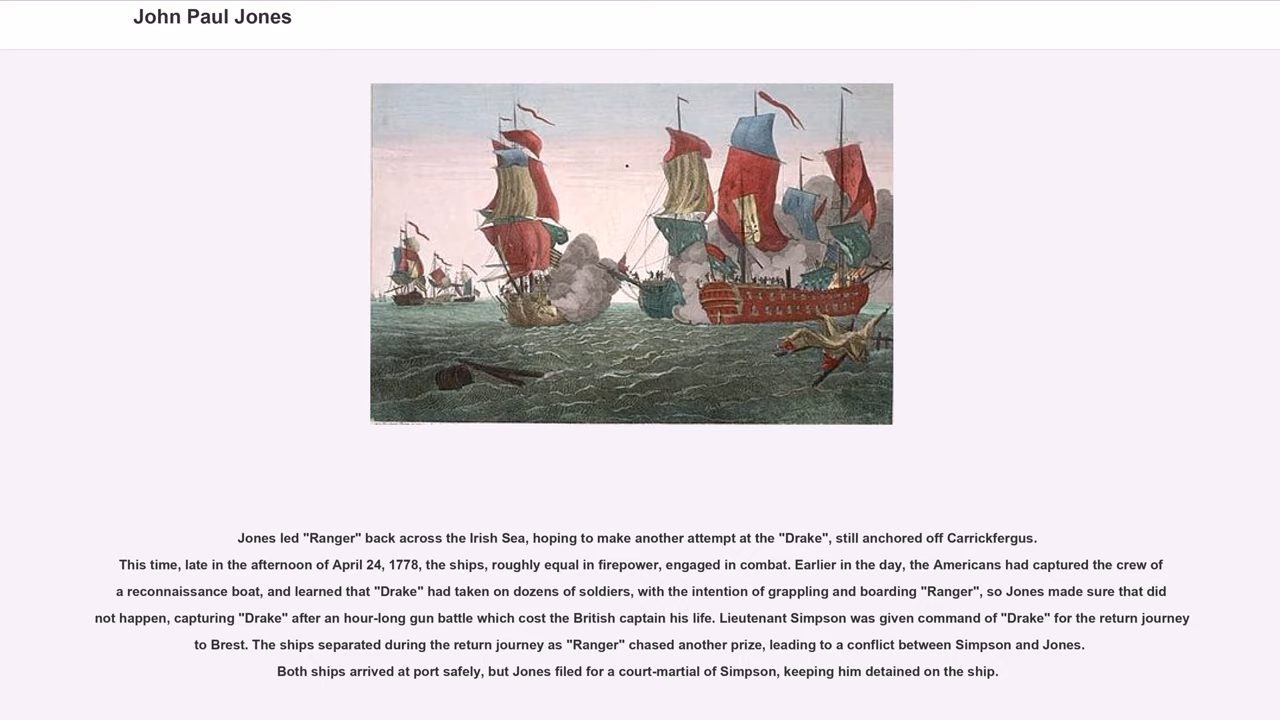 John Paul Jones
Jones led "Ranger" back across the Irish Sea, hoping to make another attempt at the "Drake", still anchored off Carrickfergus.
This time, late in the afternoon of April 24, 1778, the ships, roughly equal in firepower, engaged in combat. Earlier in the day, the Americans had captured the crew of
a reconnaissance boat, and learned that "Drake" had taken on dozens of soldiers, with the intention of grappling and boarding "Ranger", so Jones made sure that did
not happen, capturing "Drake" after an hour-long gun battle which cost the British captain his life. Lieutenant Simpson was given command of "Drake" for the return journey
to Brest. The ships separated during the return journey as "Ranger" chased another prize, leading to a conflict between Simpson and Jones.
Both ships arrived at port safely, but Jones filed for a court-martial of Simpson, keeping him detained on the ship.